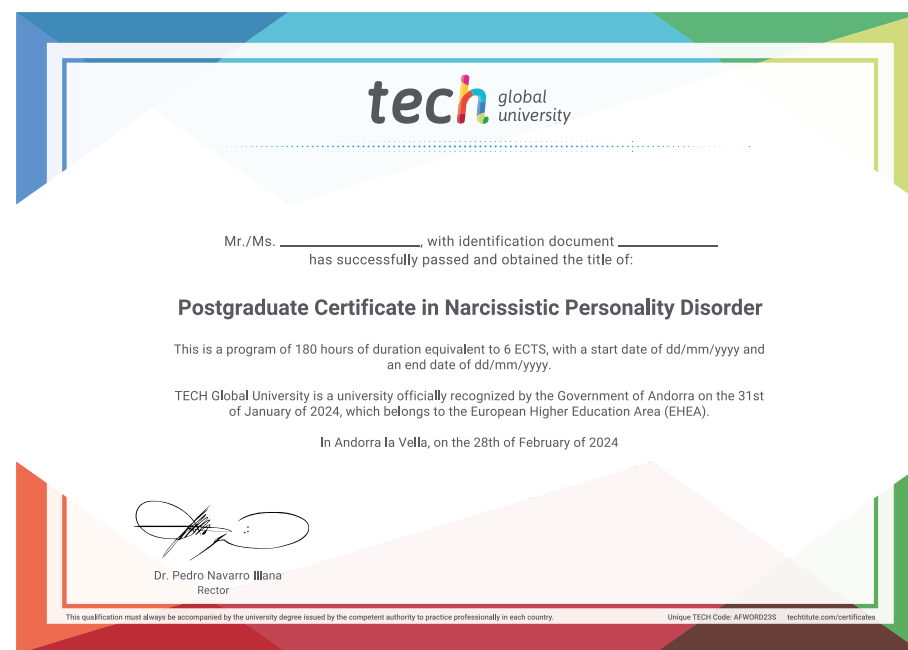 tech global university
Mr./Ms. ____________, with identification document ____________
has successfully passed and obtained the title of:
Postgraduate Certificate in Narcissistic Personality Disorder
This is a program of 180 hours of duration equivalent to 6 ECTS, with a start date of dd/mm/yyyy and
an end date of dd/mm/yyyy.
TECH Global University is a university officially recognized by the Government of Andorra on the 31st
of January of 2024, which belongs to the European Higher Education Area (EHEA).
In Andorra la Vella, on the 28th of February of 2024
Dr. Pedro Navarro Illana
Rector
This qualification must always be accompanied by the university degree issued by the competent authority to practice professionally in each country.
Unique TECH Code: AFWORD23S techtitute.com/certificates